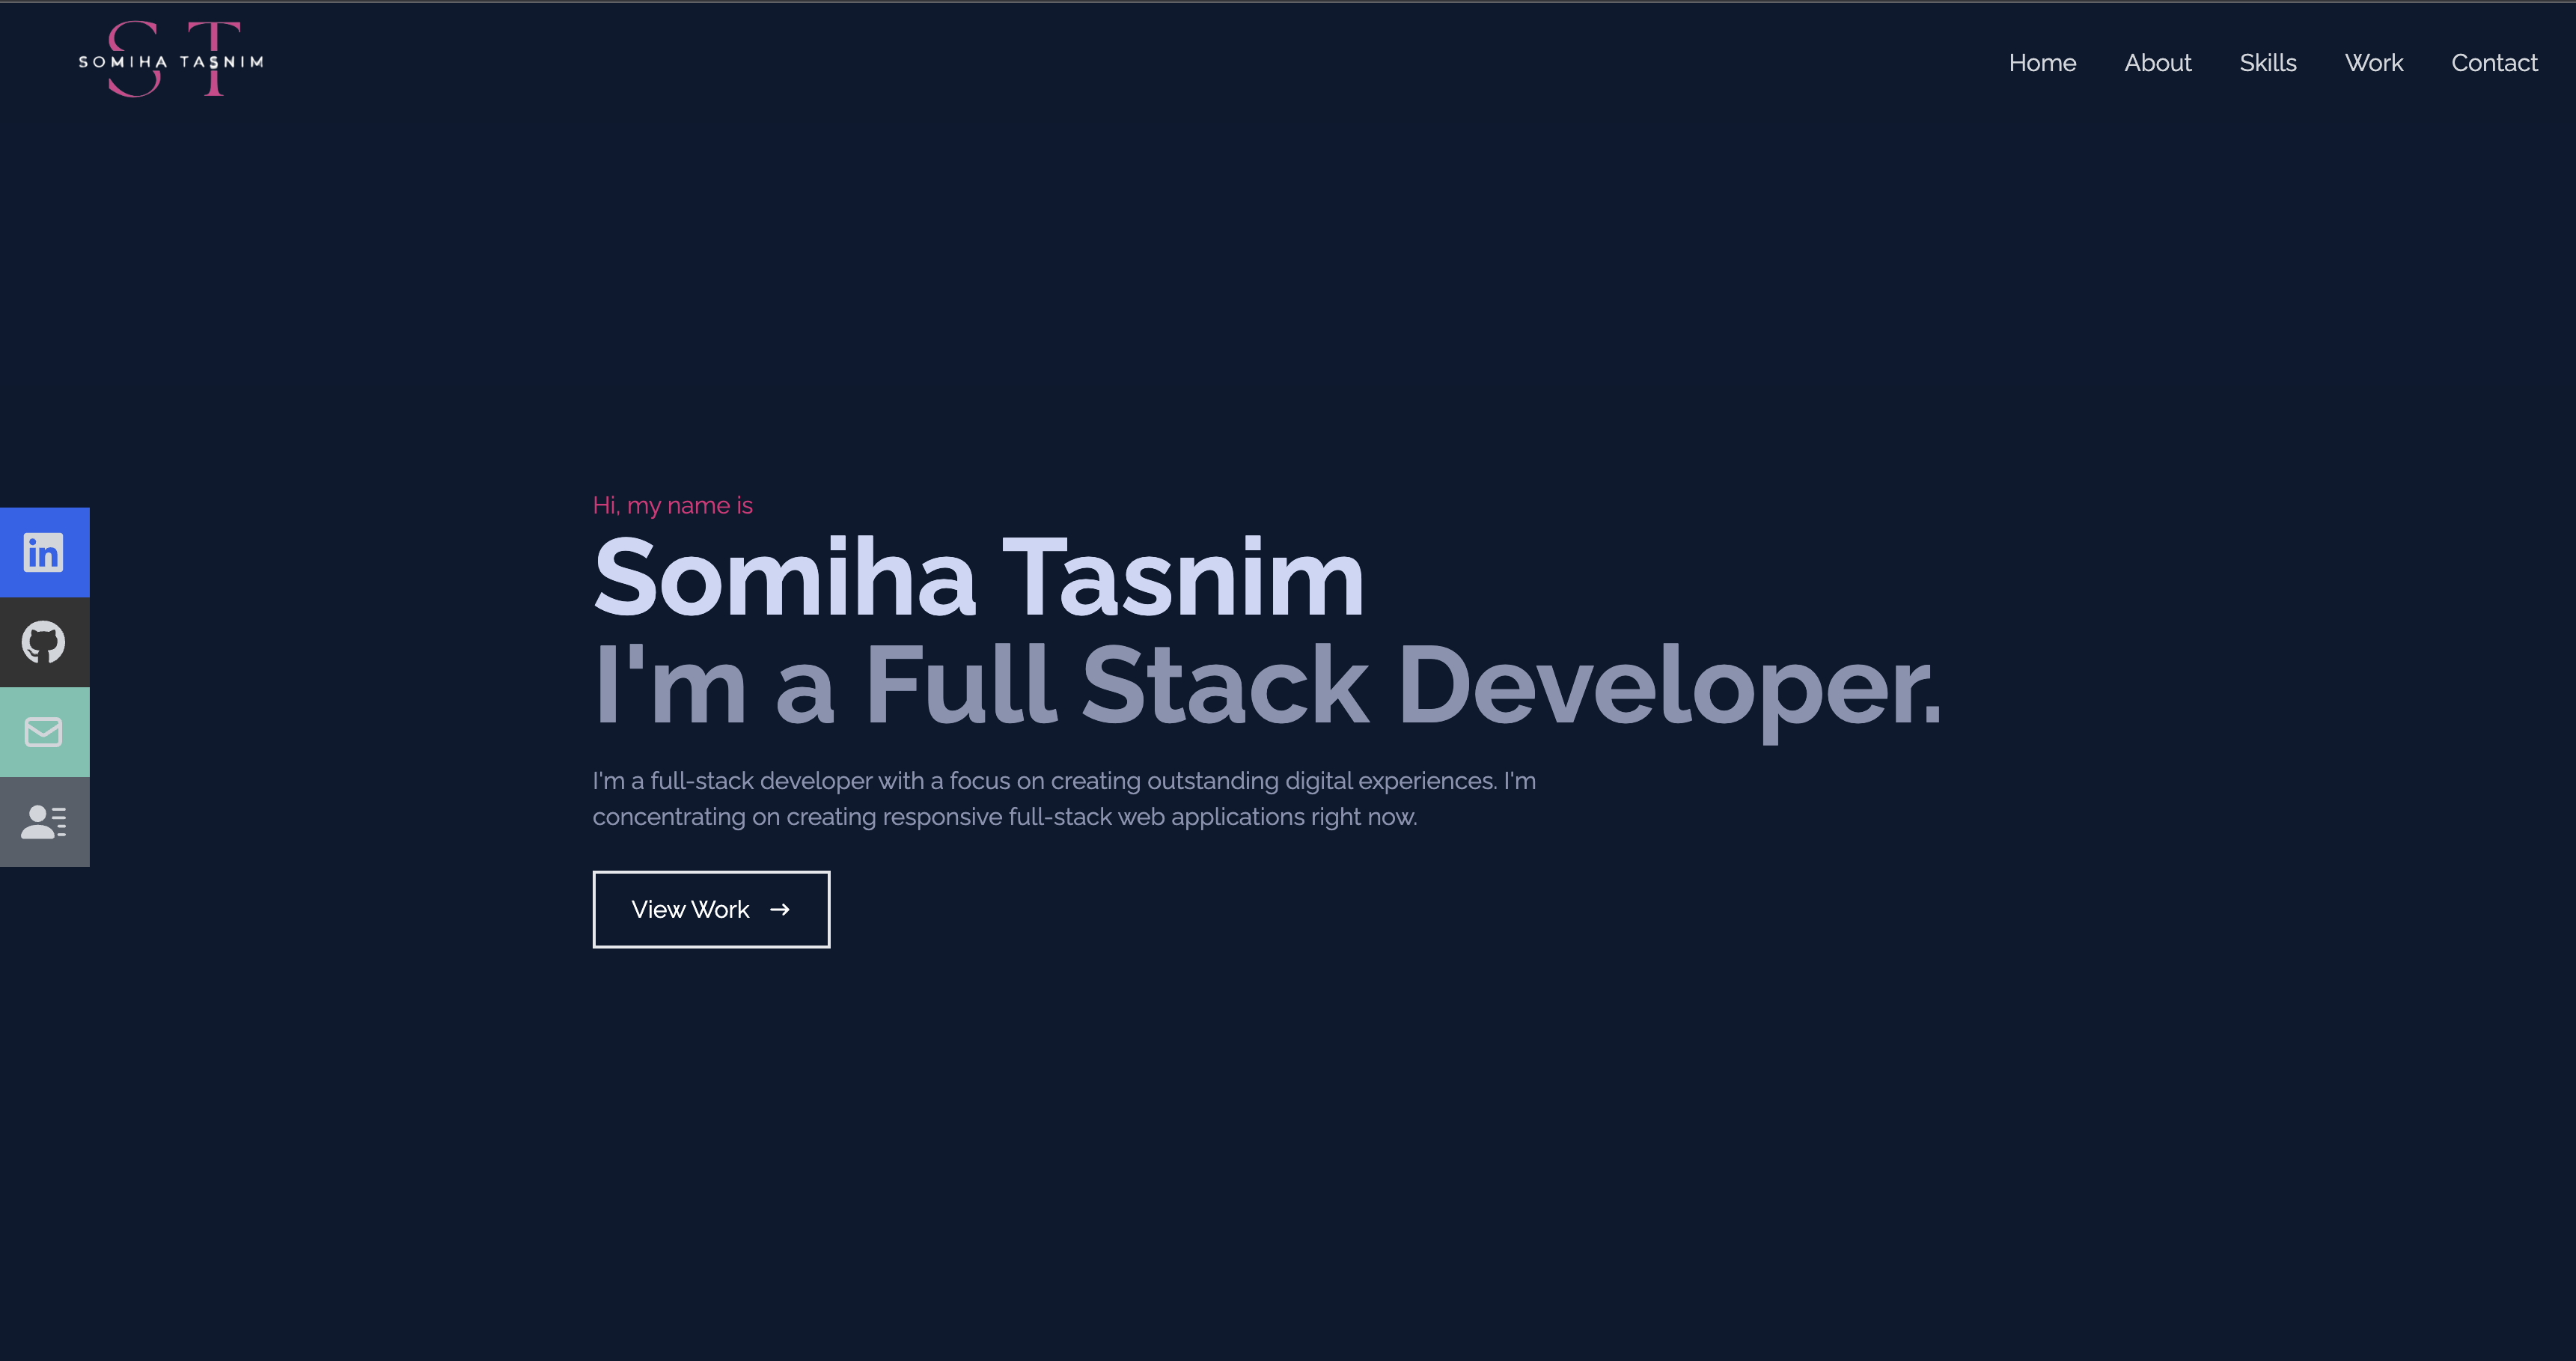 S T
SOMIHA TASNIM
Home About Skills Work Contact
Hi, my name is
Somiha Tasnim
I'm a Full Stack Developer.
I'm a full-stack developer with a focus on creating outstanding digital experiences. I'm
concentrating on creating responsive full-stack web applications right now.
in
View Work →